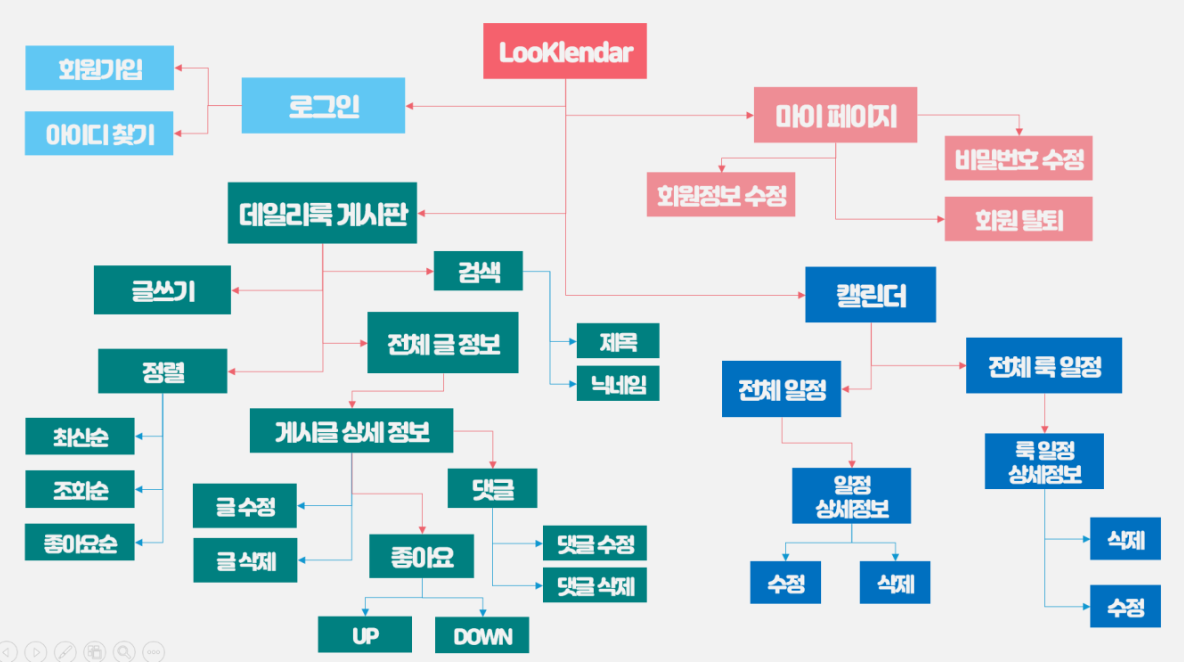 LooKlendar
회원가입
로그인
아이디 찾기
마이 페이지
비밀번호 수정
회원정보 수정
회원 탈퇴
데일리룩 게시판
글쓰기
검색
전체 글 정보
제목
닉네임
정렬
최신순
조회순
좋아요순
게시글 상세 정보
글 수정
글 삭제
댓글
댓글 수정
댓글 삭제
좋아요
UP
DOWN
캘린더
전체 일정
전체 룩 일정
일정
상세정보
수정
삭제
룩 일정
상세정보
삭제
수정